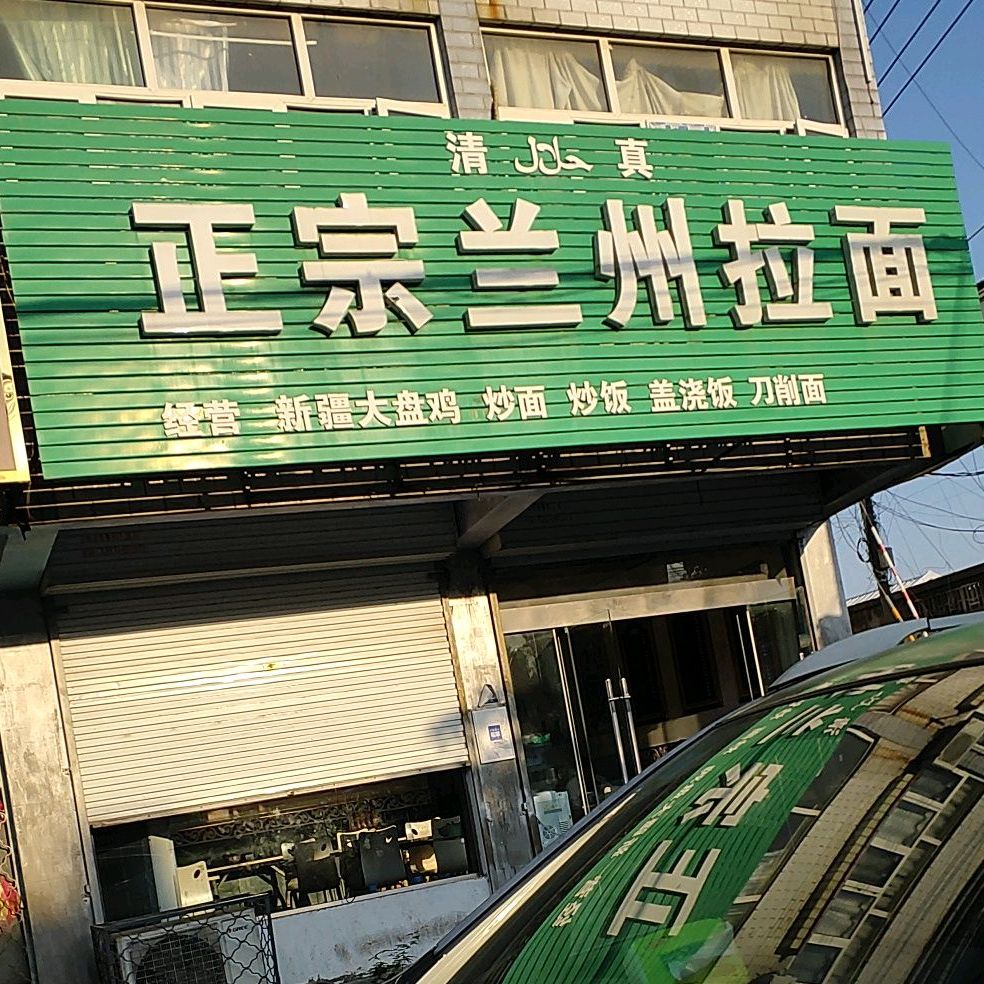 清 حلال 真
正宗兰州拉面
经营 新疆大盘鸡 炒面 炒饭 盖浇饭 刀削面
GREE